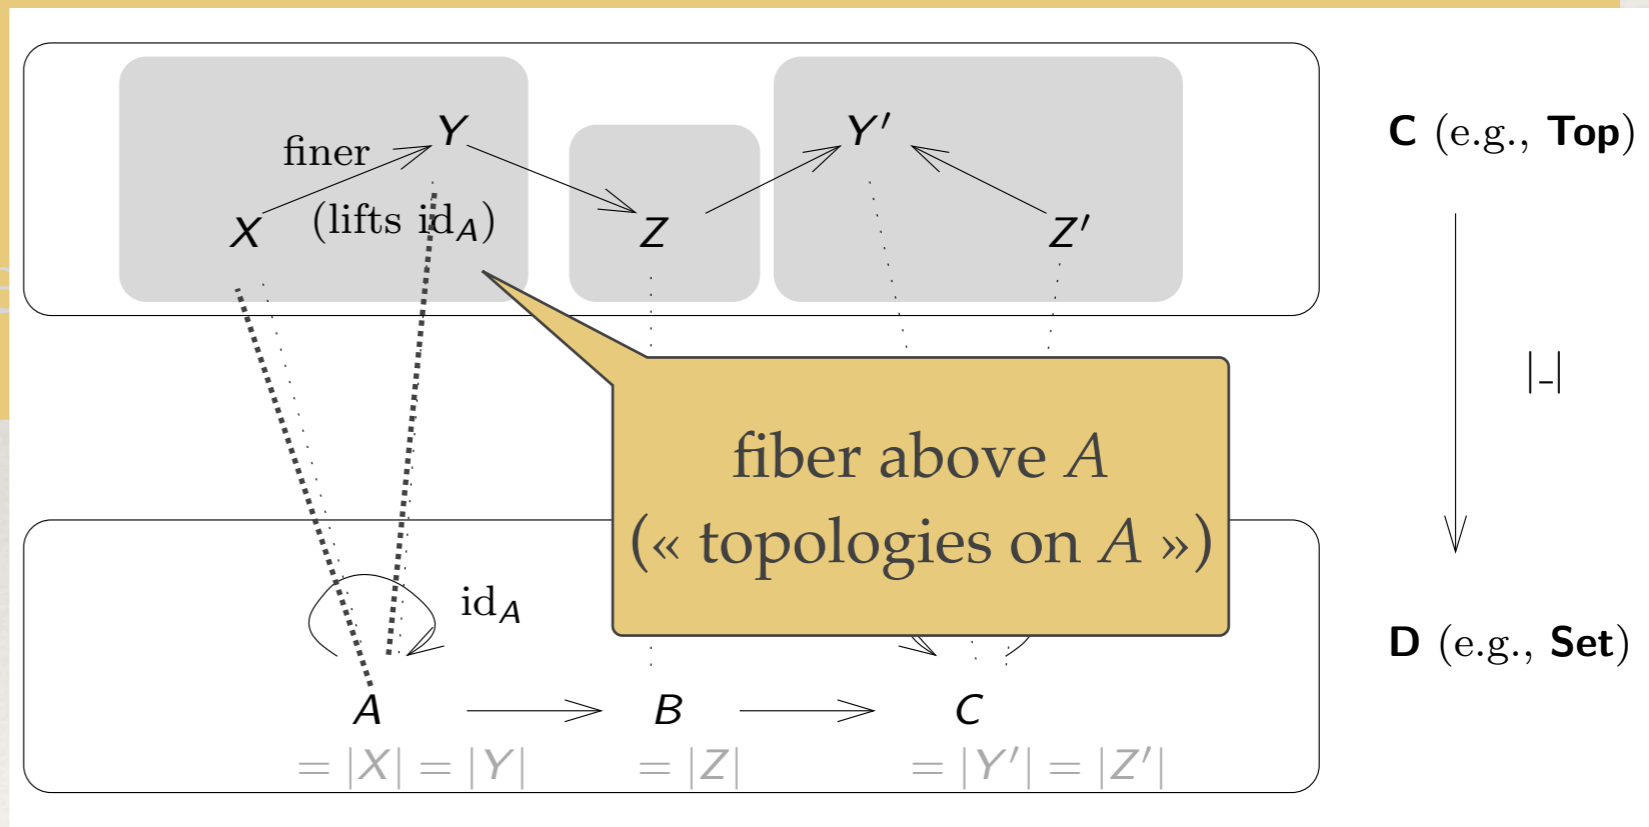 Y
Y′
C (e.g., Top)
finer
X
(lifts id_A)
Z
Z′
|_|
fiber above A
(« topologies on A »)
id_A
D (e.g., Set)
A
B
C
= |X| = |Y|
= |Z|
= |Y′| = |Z′|